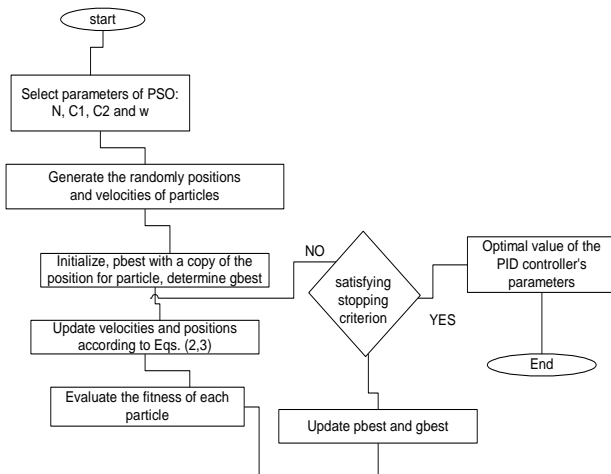 start
Select parameters of PSO:
N, C1, C2 and w
Generate the randomly positions
and velocities of particles
Initialize, pbest with a copy of the
position for particle, determine gbest
Update velocities and positions
according to Eqs. (2,3)
Evaluate the fitness of each
particle
NO
satisfying
stopping
criterion
YES
Update pbest and gbest
Optimal value of the
PID controller's
parameters
End